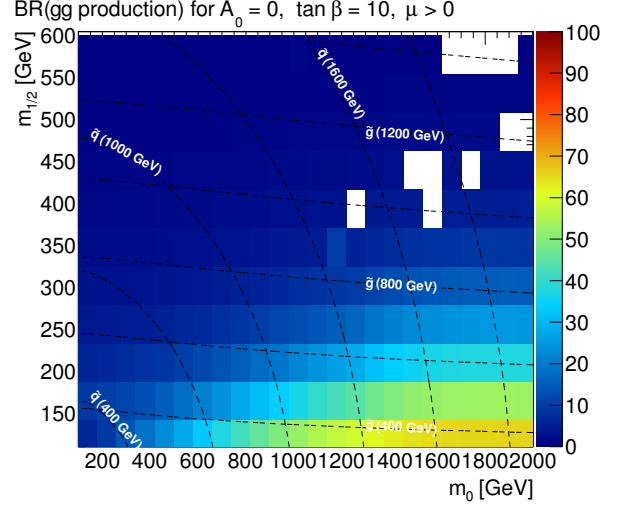 BR(gg production) for A₀ = 0, tan β = 10, μ > 0
m₁/₂ [GeV]
600
550
500
450
400
350
300
250
200
150
q̃ (1600 GeV)
g̃ (1200 GeV)
q̃ (1000 GeV)
g̃ (800 GeV)
q̃ (400 GeV)
g̃ (400 GeV)
100
90
80
70
60
50
40
30
20
10
0
200 400 600 800 1000 1200 1400 1600 1800 2000
m₀ [GeV]